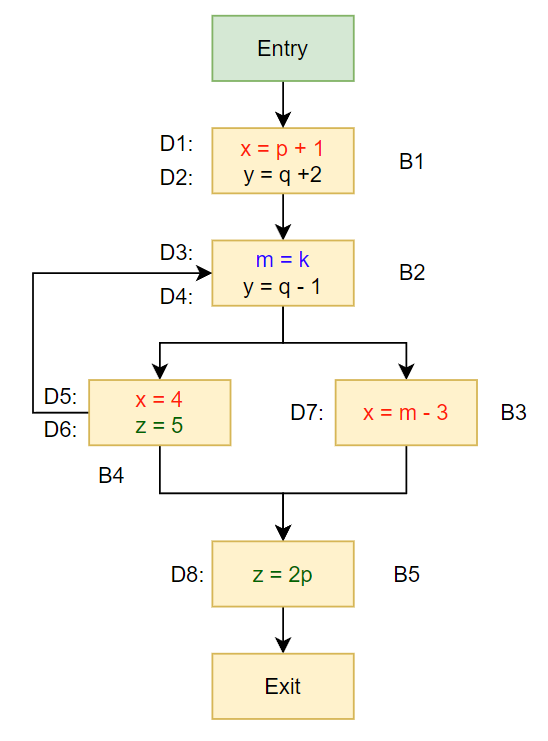 Entry
D1:
x = p + 1
D2:
y = q +2
B1
D3:
m = k
D4:
y = q - 1
B2
D5:
x = 4
D6:
z = 5
B4
D7:
x = m - 3
B3
D8:
z = 2p
B5
Exit